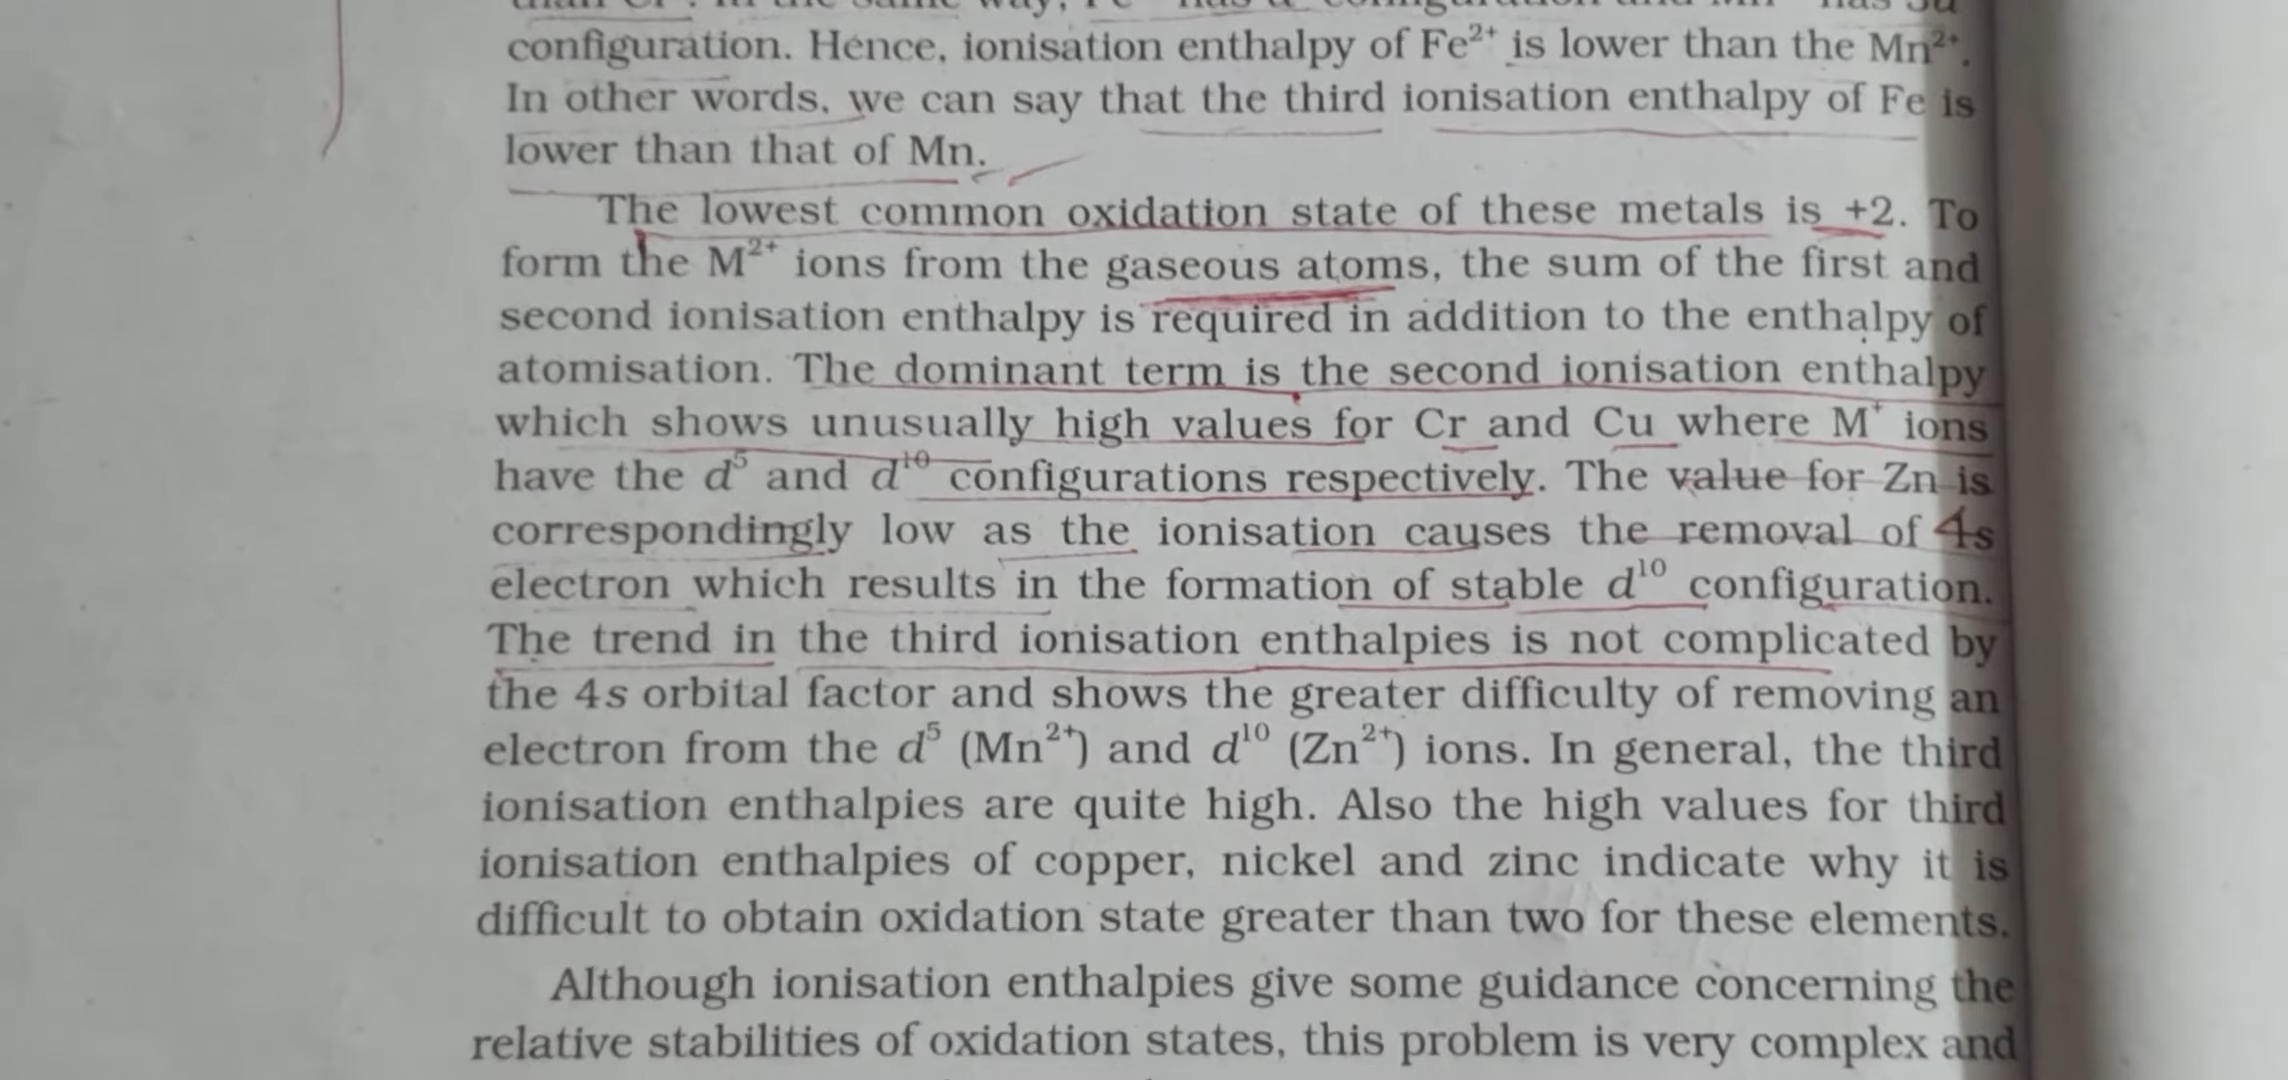 configuration. Hence, ionisation enthalpy of Fe²⁺ is lower than the Mn²⁺.
In other words, we can say that the third ionisation enthalpy of Fe is
lower than that of Mn.
The lowest common oxidation state of these metals is +2. To
form the M²⁺ ions from the gaseous atoms, the sum of the first and
second ionisation enthalpy is required in addition to the enthalpy of
atomisation. The dominant term is the second ionisation enthalpy
which shows unusually high values for Cr and Cu where M⁺ ions
have the d⁵ and d¹⁰ configurations respectively. The value for Zn is
correspondingly low as the ionisation causes the removal of 4s
electron which results in the formation of stable d¹⁰ configuration.
The trend in the third ionisation enthalpies is not complicated by
the 4s orbital factor and shows the greater difficulty of removing an
electron from the d⁵ (Mn²⁺) and d¹⁰ (Zn²⁺) ions. In general, the third
ionisation enthalpies are quite high. Also the high values for third
ionisation enthalpies of copper, nickel and zinc indicate why it is
difficult to obtain oxidation state greater than two for these elements.
Although ionisation enthalpies give some guidance concerning the
relative stabilities of oxidation states, this problem is very complex and